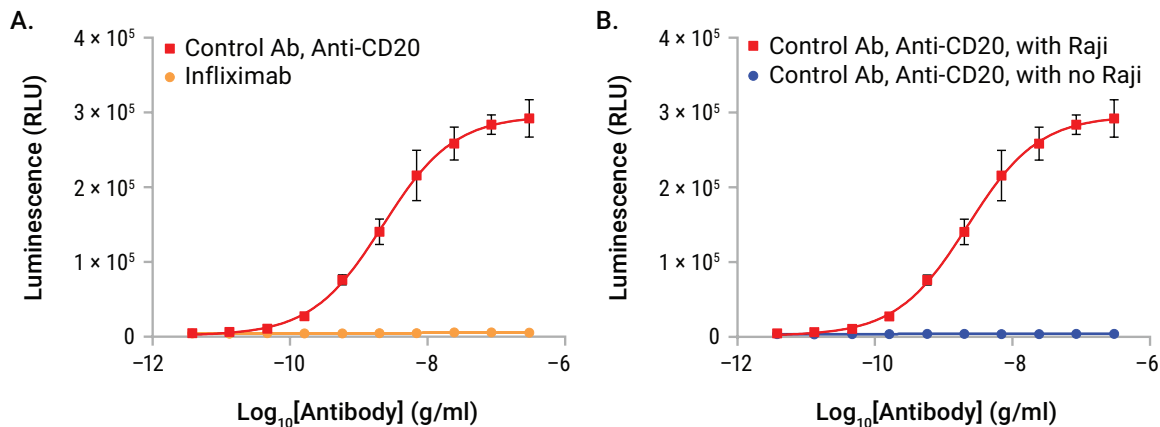 A.
4 × 10⁵
3 × 10⁵
2 × 10⁵
1 × 10⁵
0
Luminescence (RLU)
Control Ab, Anti-CD20
Infliximab
−12
−10
−8
−6
Log₁₀[Antibody] (g/ml)
B.
4 × 10⁵
3 × 10⁵
2 × 10⁵
1 × 10⁵
0
Luminescence (RLU)
Control Ab, Anti-CD20, with Raji
Control Ab, Anti-CD20, with no Raji
−12
−10
−8
−6
Log₁₀[Antibody] (g/ml)